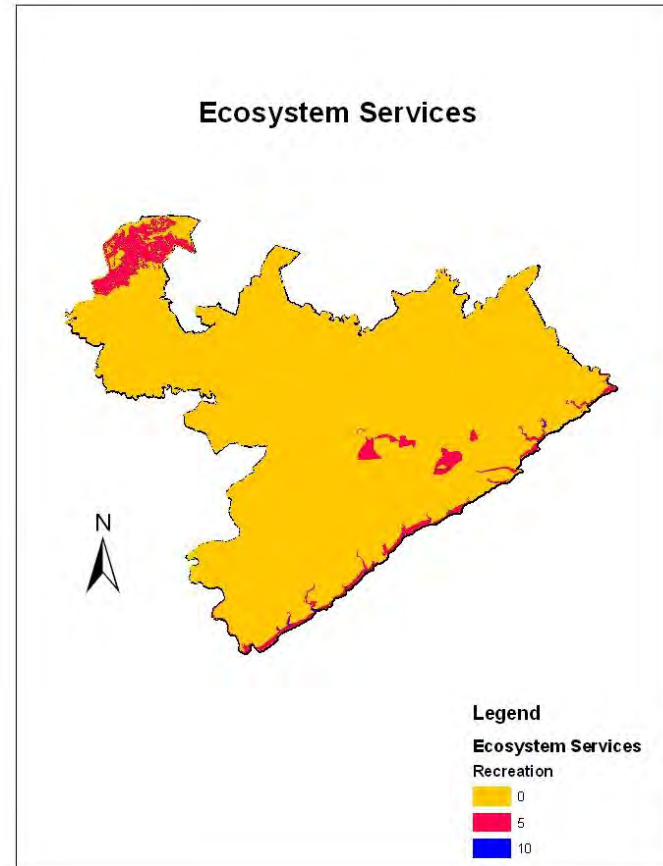 Ecosystem Services
N
Legend
Ecosystem Services
Recreation
0
5
10